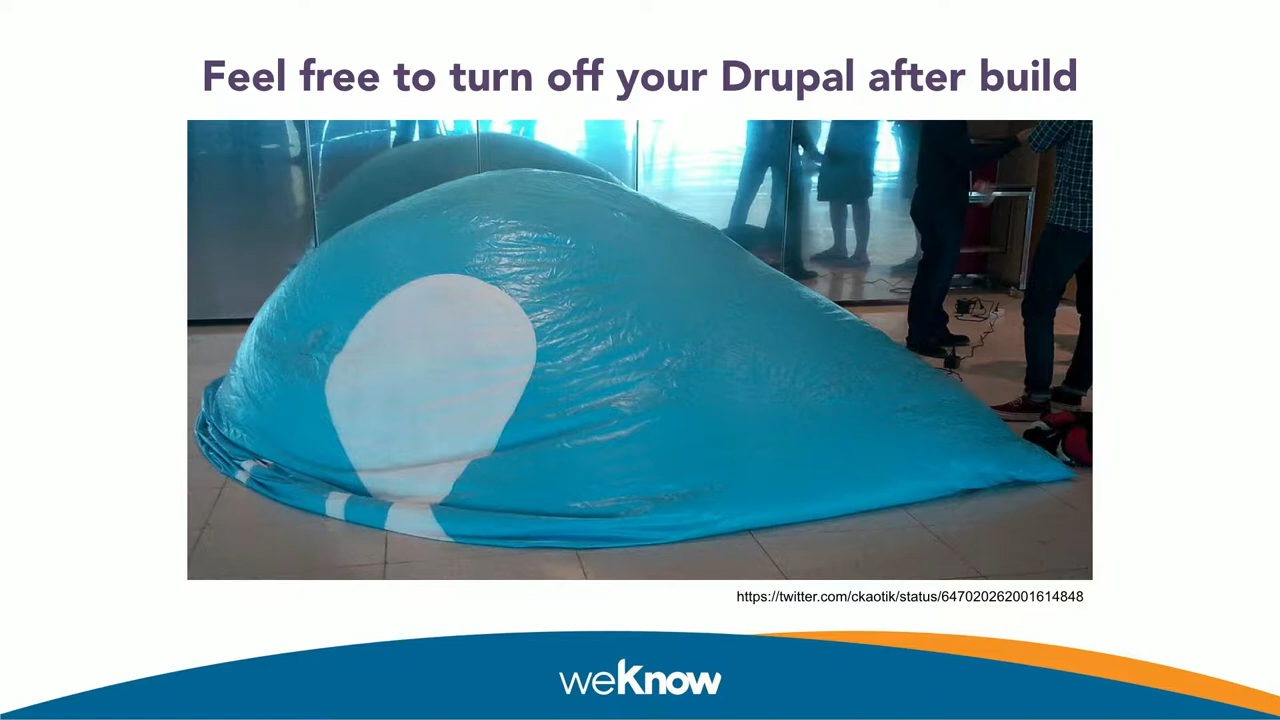 Feel free to turn off your Drupal after build
https://twitter.com/ckaotik/status/647020262001614848
weKnow